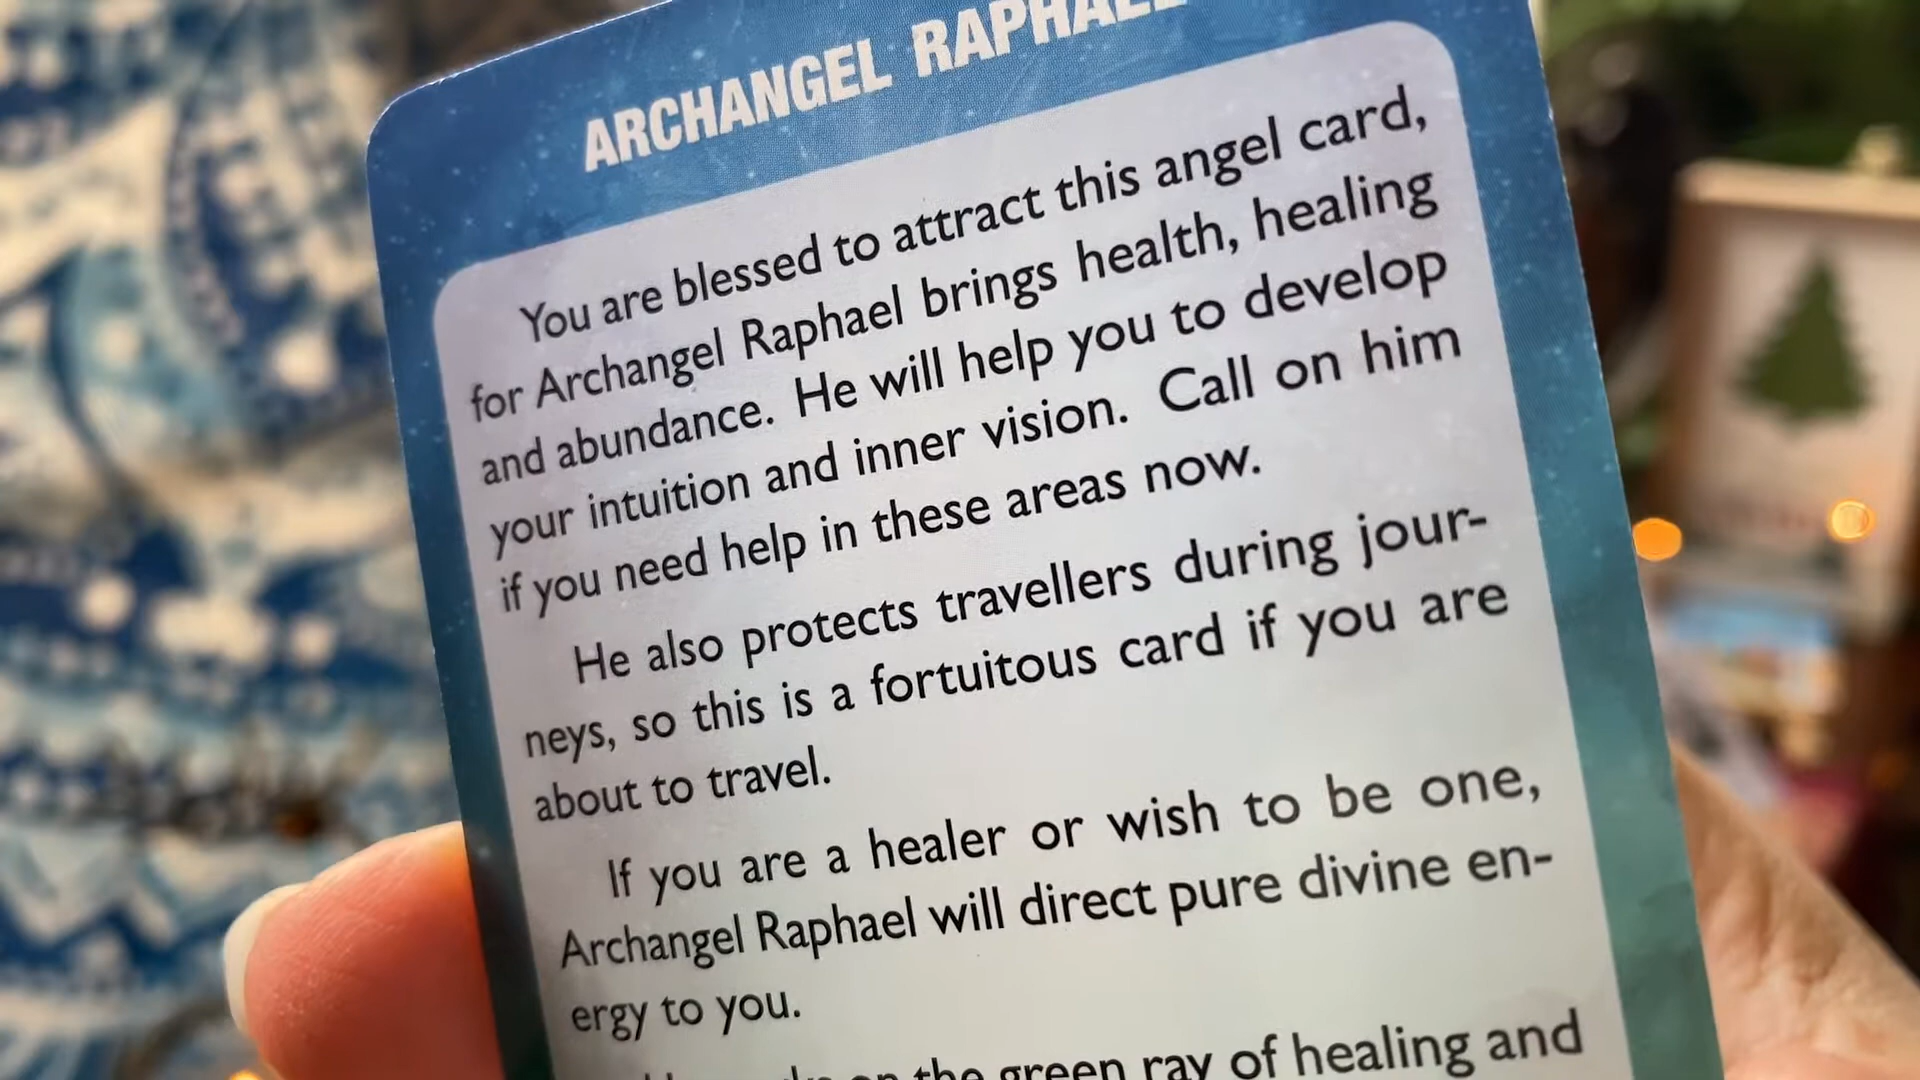 ARCHANGEL RAPHAEL
You are blessed to attract this angel card,
for Archangel Raphael brings health, healing
and abundance. He will help you to develop
your intuition and inner vision. Call on him
if you need help in these areas now.
He also protects travellers during jour-
neys, so this is a fortuitous card if you are
about to travel.
If you are a healer or wish to be one,
Archangel Raphael will direct pure divine en-
ergy to you.
on the green ray of healing and